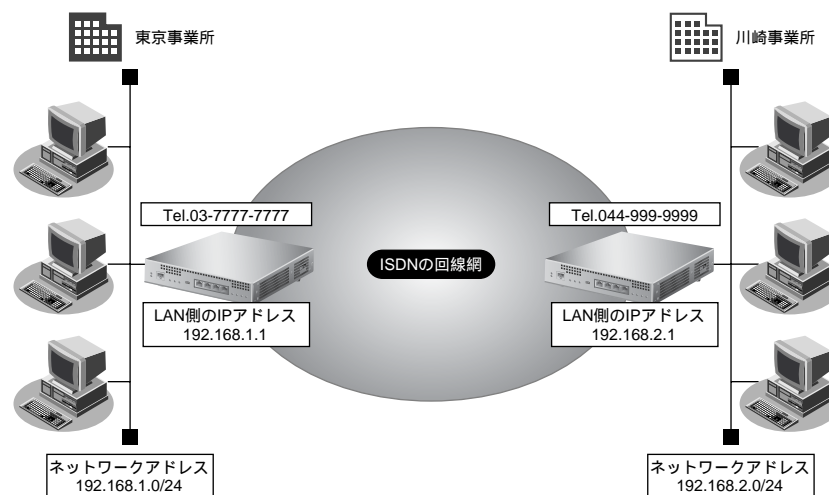 東京事業所
川崎事業所
Tel.03-7777-7777
Tel.044-999-9999
ISDNの回線網
LAN側のIPアドレス
192.168.1.1
LAN側のIPアドレス
192.168.2.1
ネットワークアドレス
192.168.1.0/24
ネットワークアドレス
192.168.2.0/24